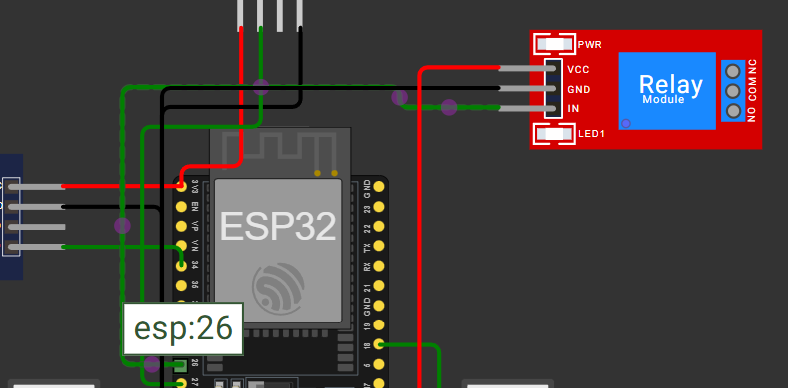 PWR
VCC
GND
IN
LED1
Relay
Module
NO COM NC
ESP32
3V3
EN
VP
VN
34
35
GND
23
22
TX
RX
21
GND
19
18
5
esp:26
26
27